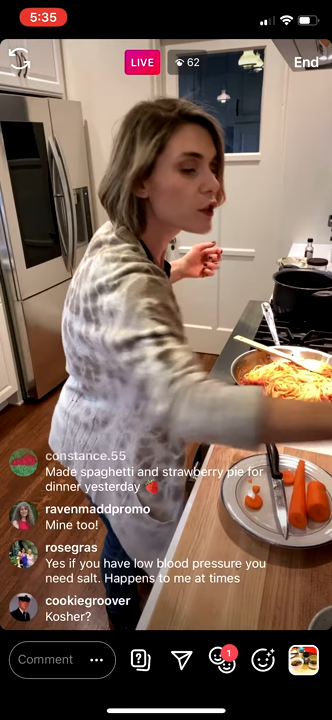 5:35
LIVE
62
End
constance.55
Made spaghetti and strawberry pie for
dinner yesterday 🍓
ravenmaddpromo
Mine too!
rosegras
Yes if you have low blood pressure you
need salt. Happens to me at times
cookiegroover
Kosher?
Comment
1